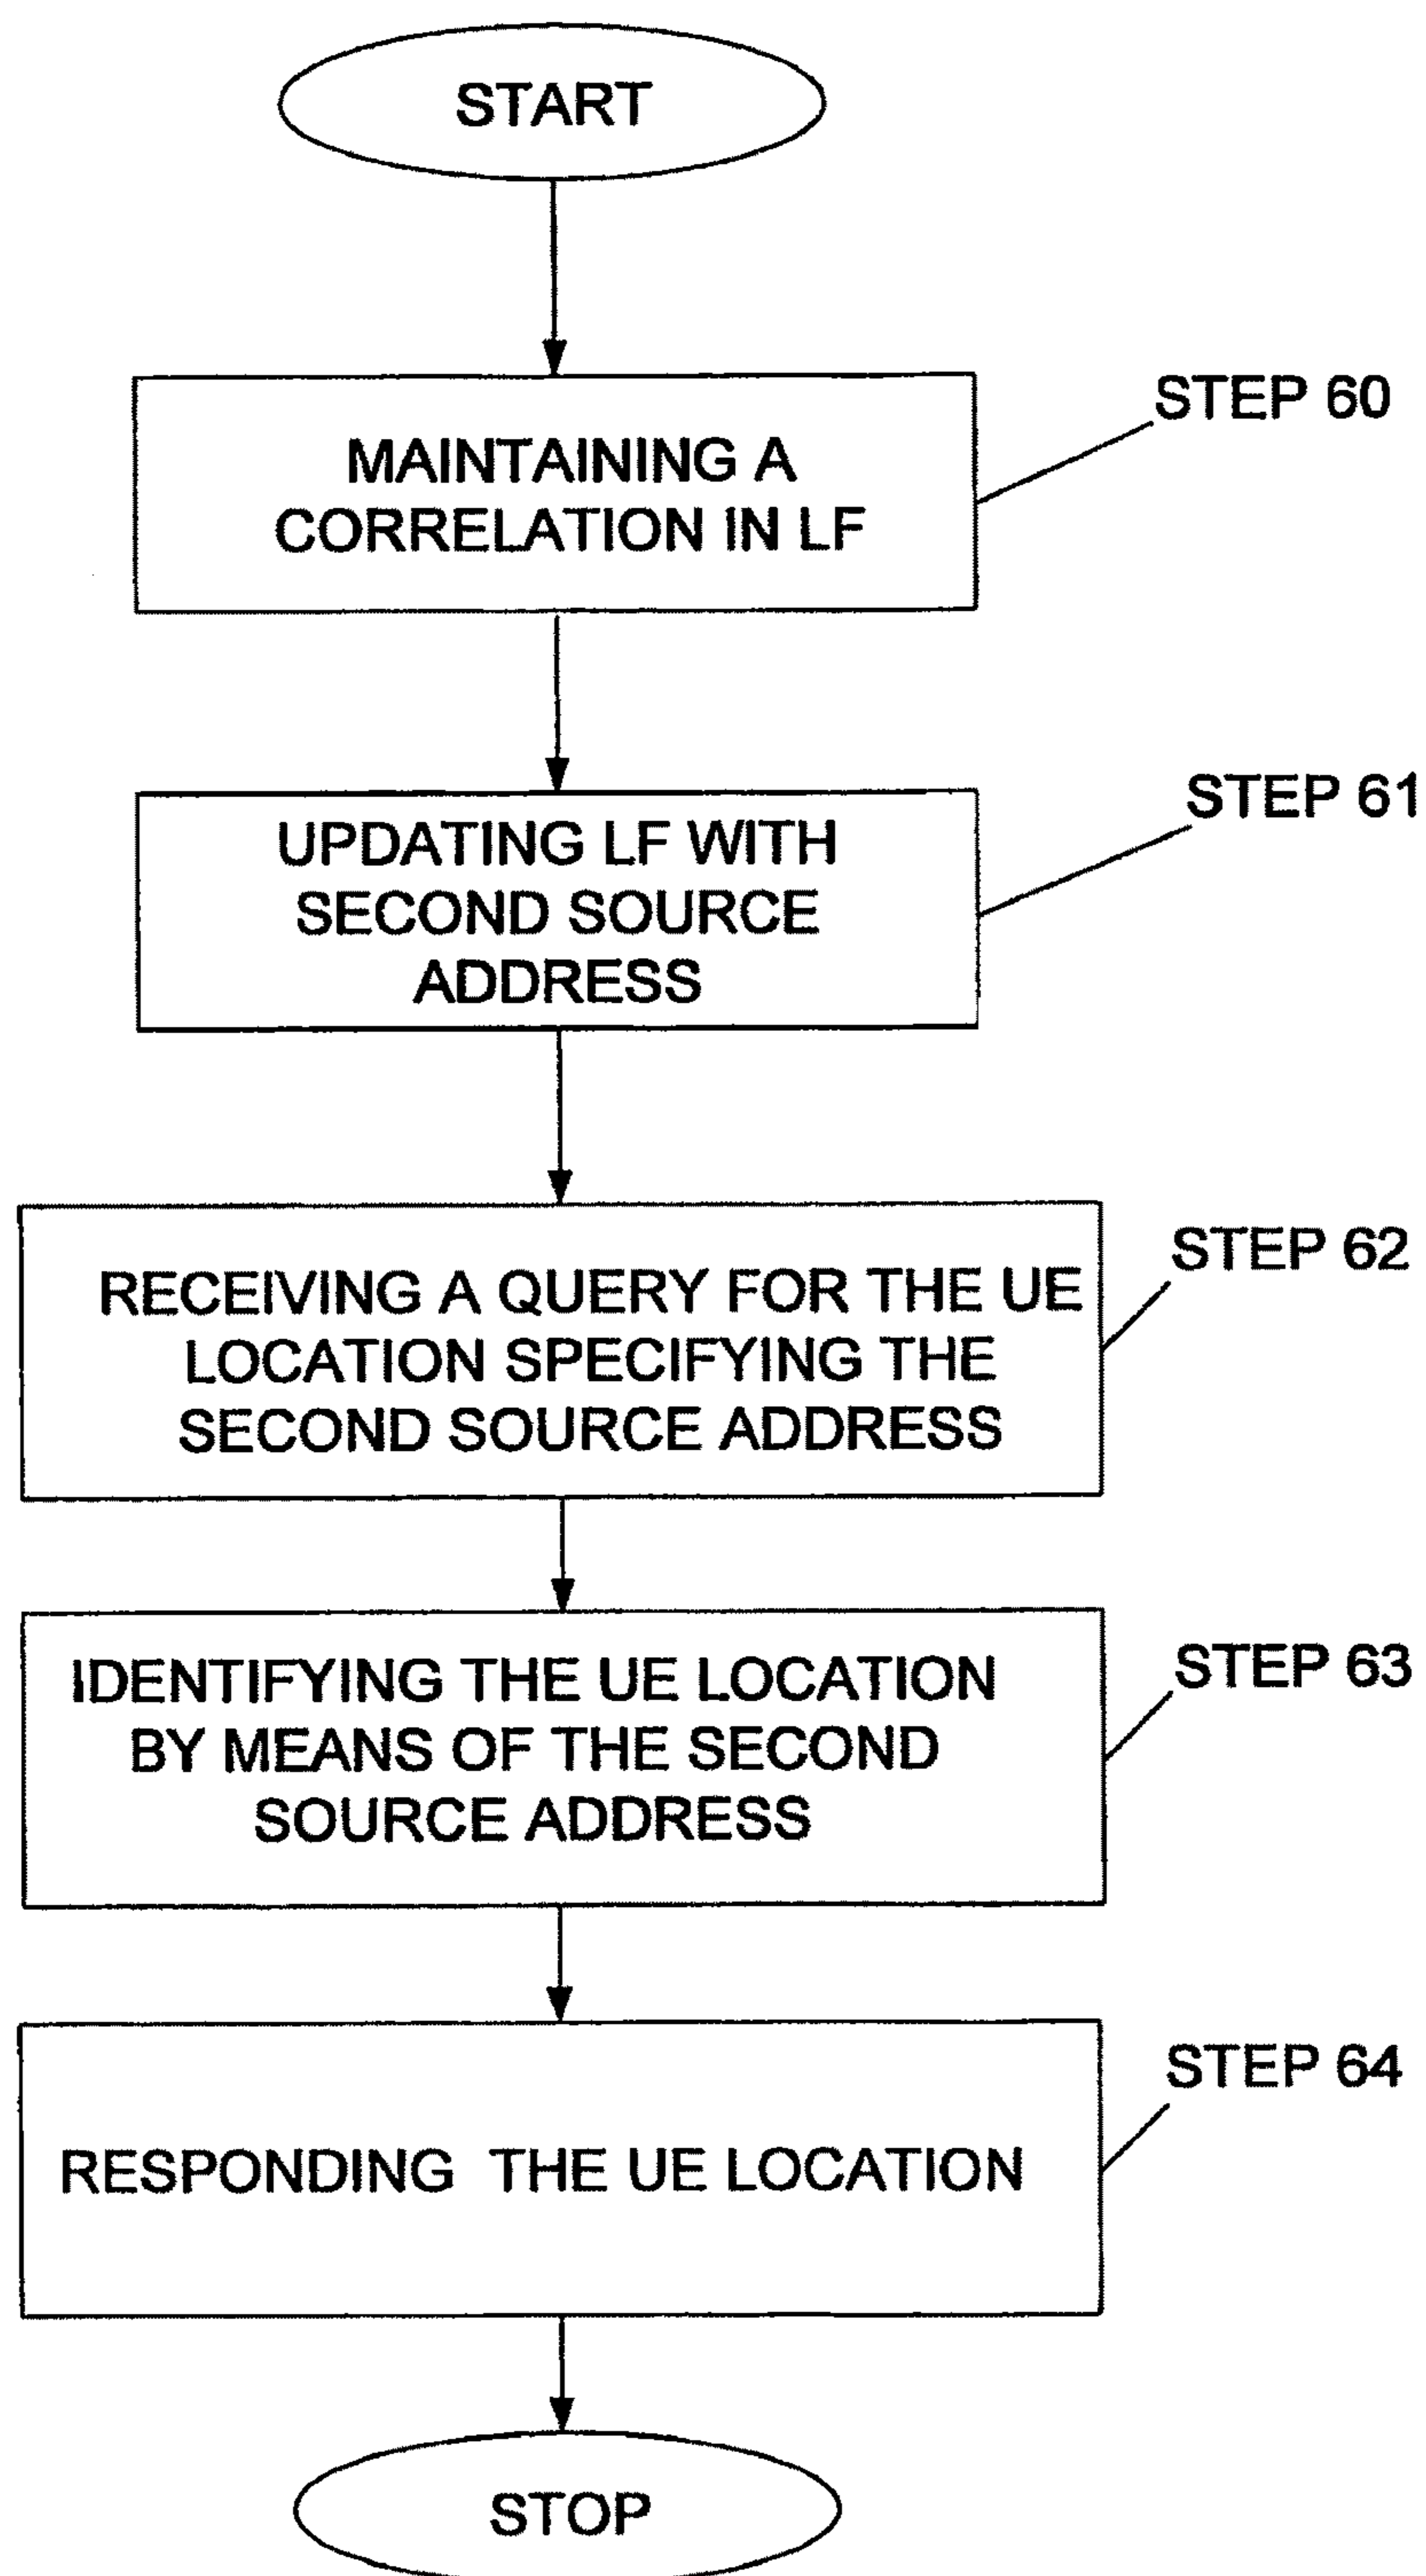 START
STEP 60
MAINTAINING A
CORRELATION IN LF
STEP 61
UPDATING LF WITH
SECOND SOURCE
ADDRESS
STEP 62
RECEIVING A QUERY FOR THE UE
LOCATION SPECIFYING THE
SECOND SOURCE ADDRESS
STEP 63
IDENTIFYING THE UE LOCATION
BY MEANS OF THE SECOND
SOURCE ADDRESS
STEP 64
RESPONDING THE UE LOCATION
STOP